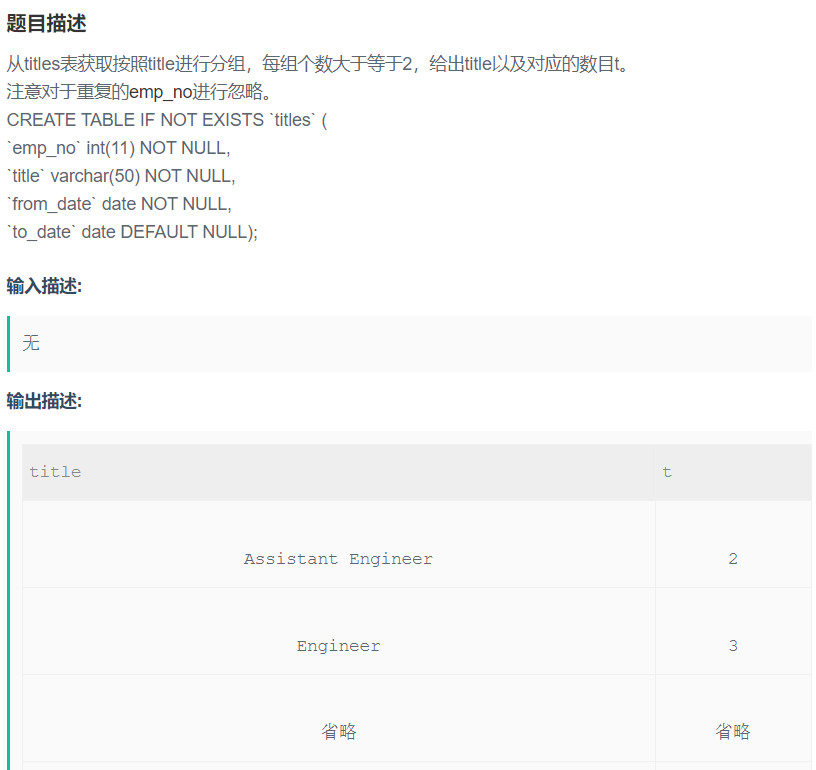 题目描述
从titles表获取按照title进行分组，每组个数大于等于2，给出title以及对应的数目t。
注意对于重复的emp_no进行忽略。
CREATE TABLE IF NOT EXISTS `titles` (
`emp_no` int(11) NOT NULL,
`title` varchar(50) NOT NULL,
`from_date` date NOT NULL,
`to_date` date DEFAULT NULL);
输入描述:
无
输出描述:
title t
Assistant Engineer 2
Engineer 3
省略 省略